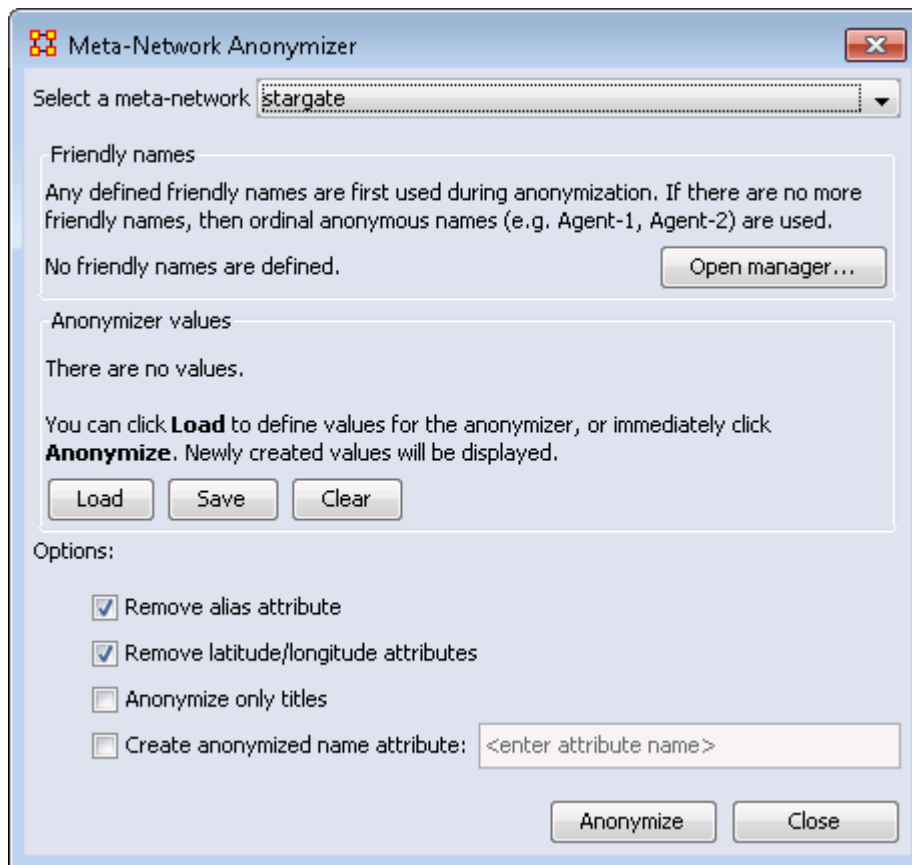 Meta-Network Anonymizer
Select a meta-network stargate
Friendly names
Any defined friendly names are first used during anonymization. If there are no more
friendly names, then ordinal anonymous names (e.g. Agent-1, Agent-2) are used.
No friendly names are defined. Open manager...
Anonymizer values
There are no values.
You can click Load to define values for the anonymizer, or immediately click
Anonymize. Newly created values will be displayed.
Load Save Clear
Options:
Remove alias attribute
Remove latitude/longitude attributes
Anonymize only titles
Create anonymized name attribute: <enter attribute name>
Anonymize Close